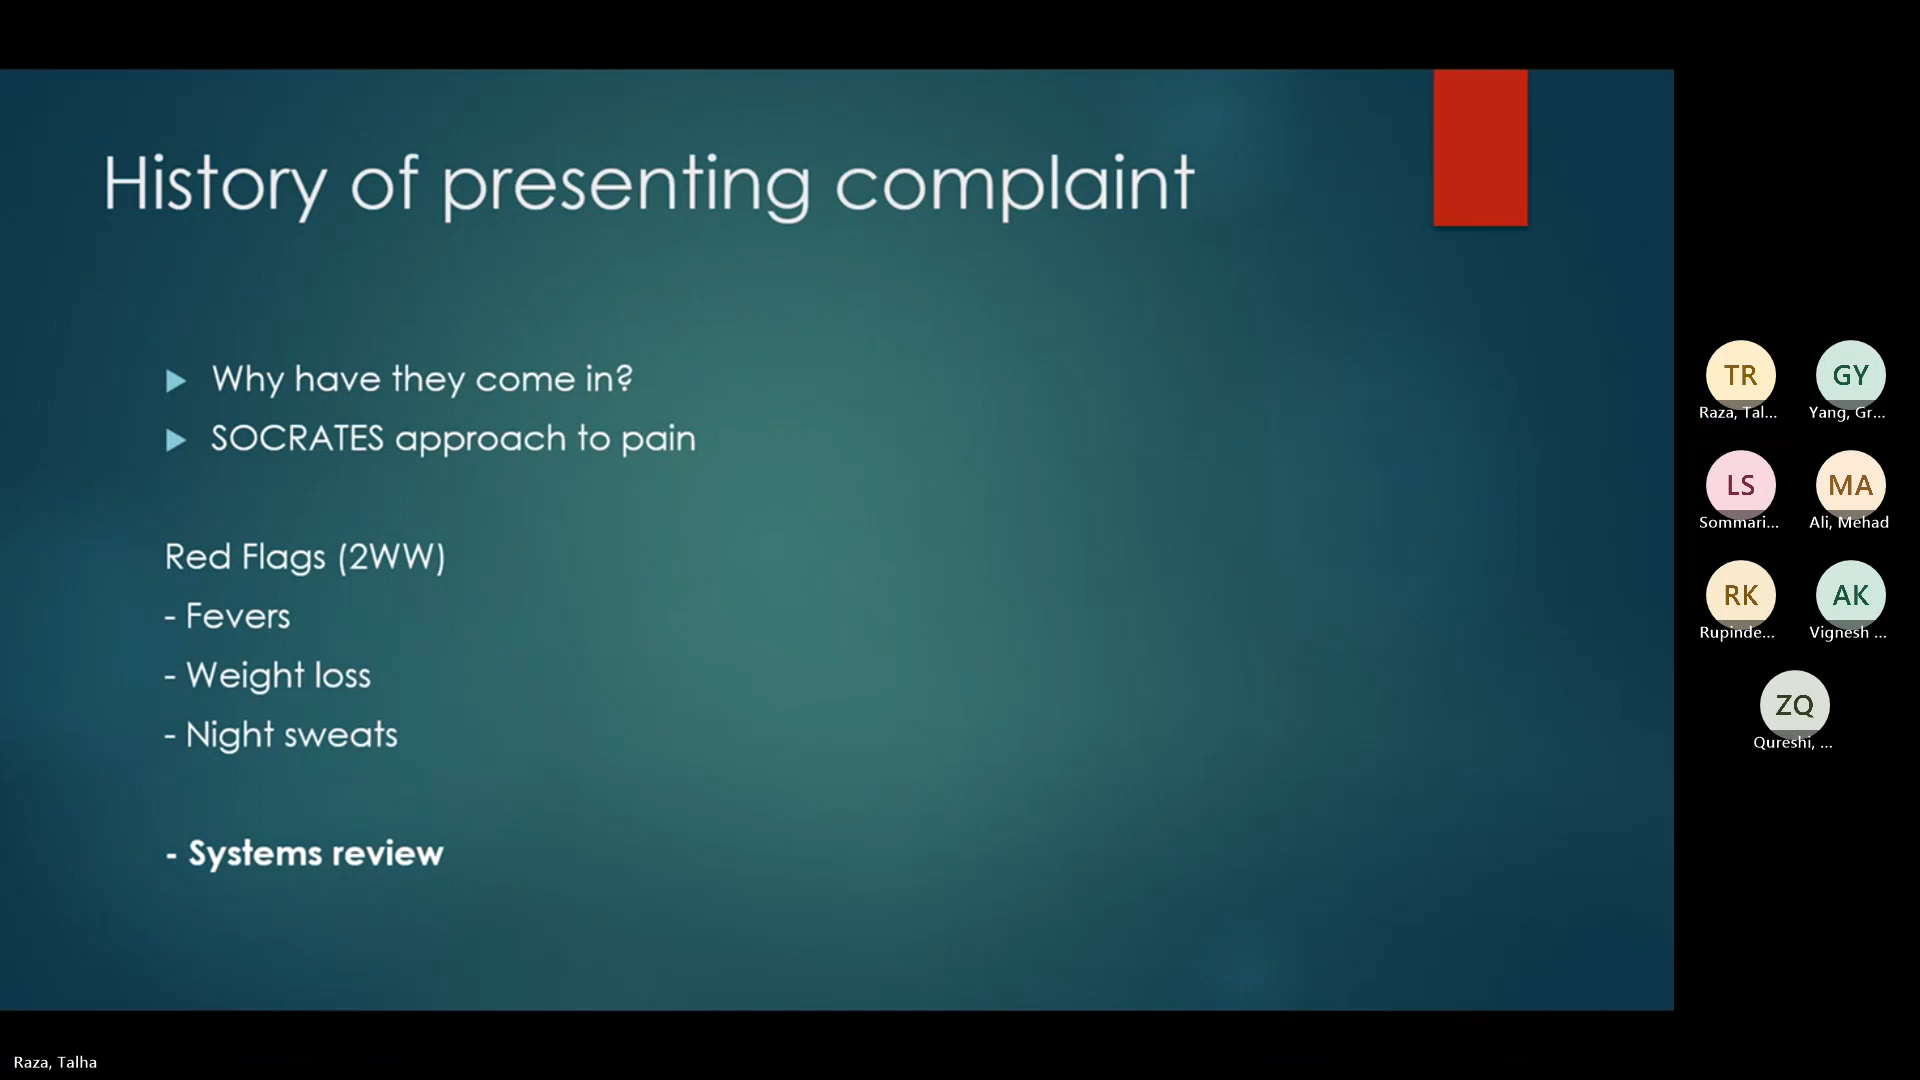 History of presenting complaint
Why have they come in?
SOCRATES approach to pain
Red Flags (2WW)
- Fevers
- Weight loss
- Night sweats
- Systems review
TR
Raza, Tal...
GY
Yang, Gr...
LS
Sommari...
MA
Ali, Mehad
RK
Rupinde...
AK
Vignesh ...
ZQ
Qureshi, ...
Raza, Talha